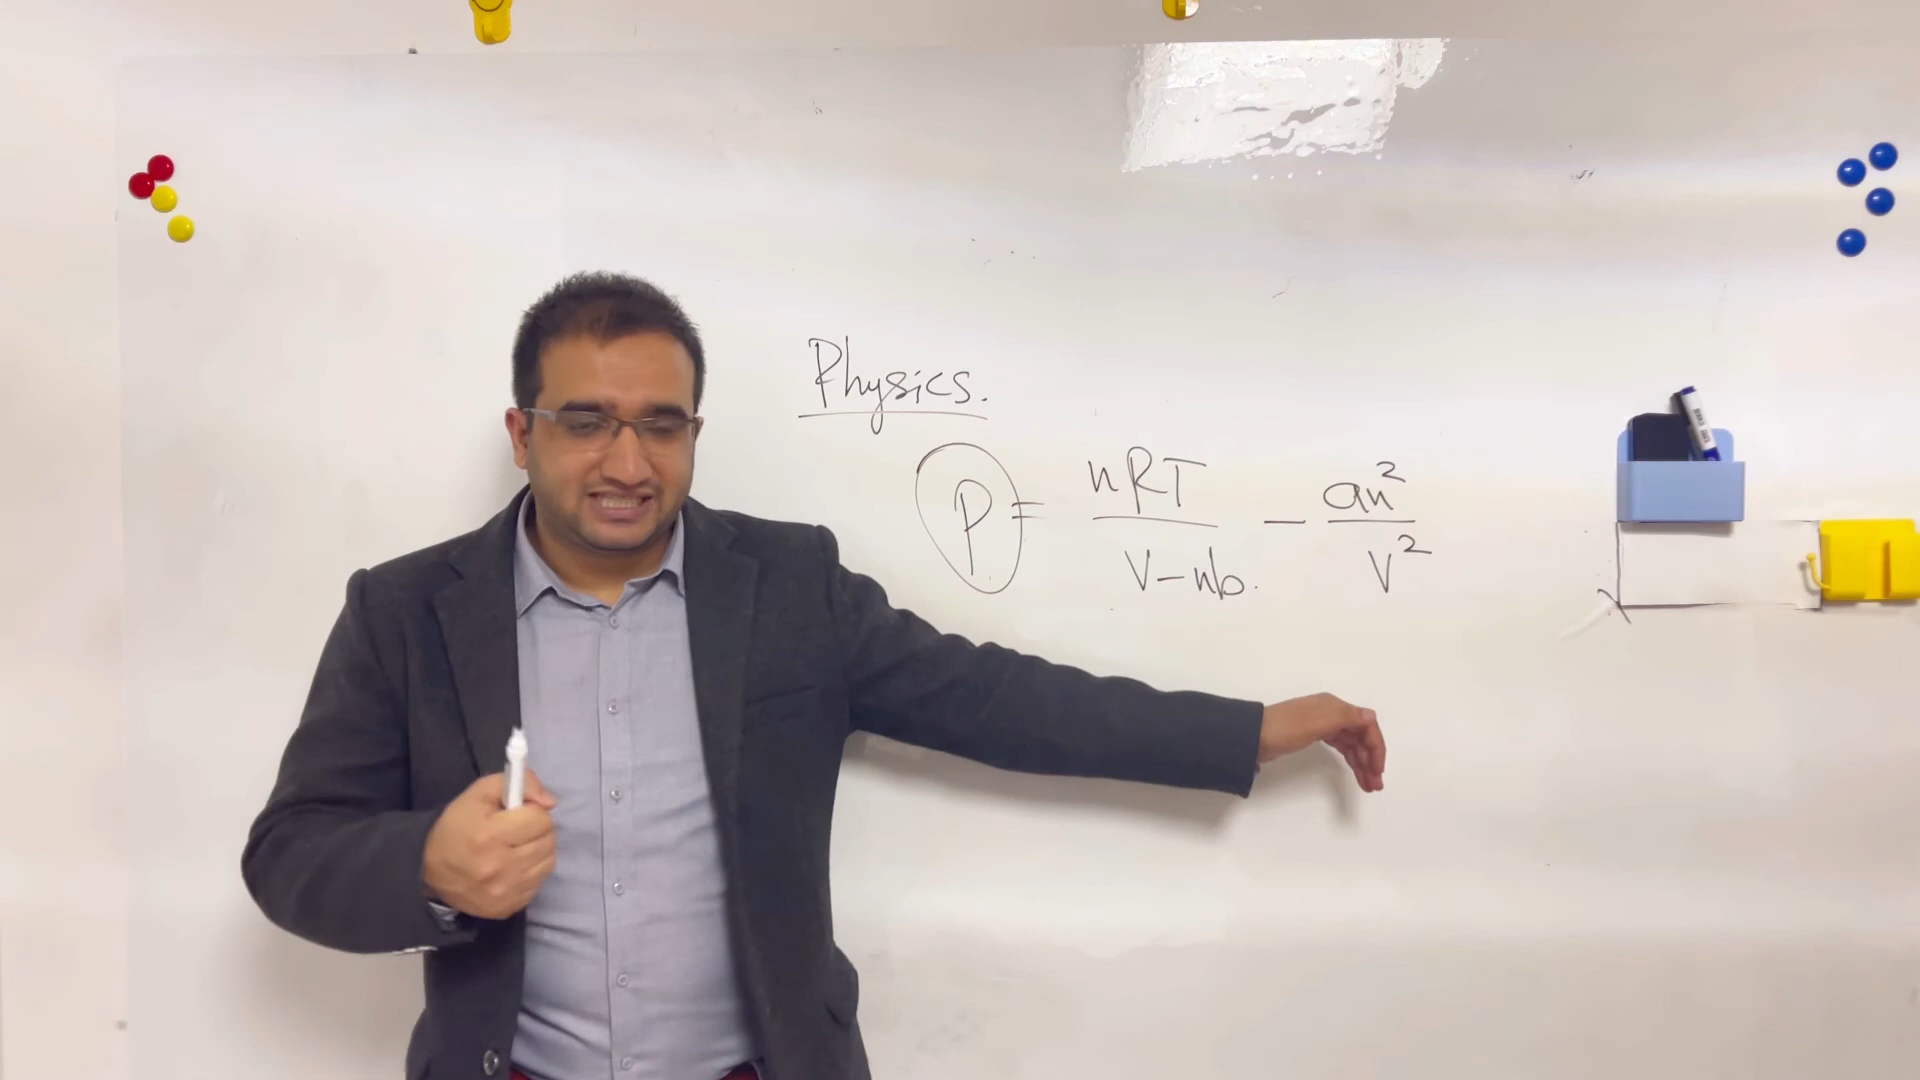 Physics.
P = nRT / V - nb. - an² / V²